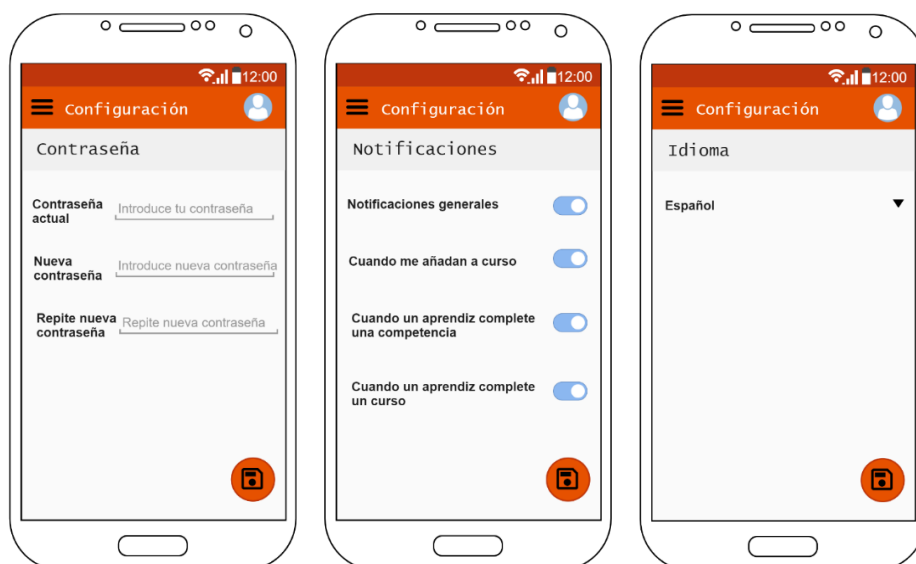 12:00
Configuración
Contraseña
Contraseña
actual
Introduce tu contraseña
Nueva
contraseña
Introduce nueva contraseña
Repite nueva
contraseña
Repite nueva contraseña
12:00
Configuración
Notificaciones
Notificaciones generales
Cuando me añadan a curso
Cuando un aprendiz complete
una competencia
Cuando un aprendiz complete
un curso
12:00
Configuración
Idioma
Español